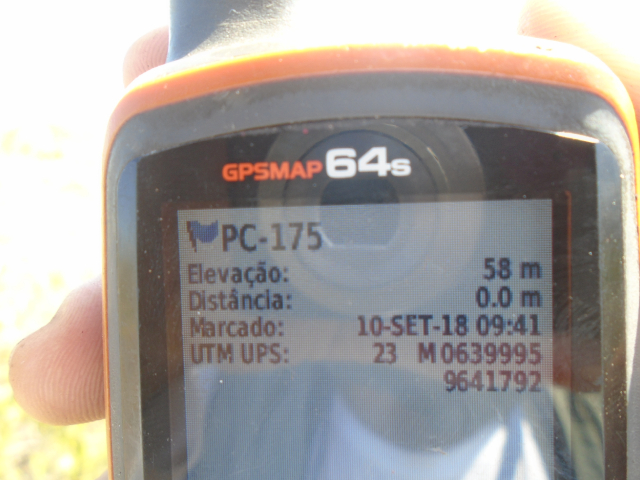 GPSMAP 64s
PC-175
Elevação: 58 m
Distância: 0.0 m
Marcado: 10-SET-18 09:41
UTM UPS: 23 M 0639995
9641792